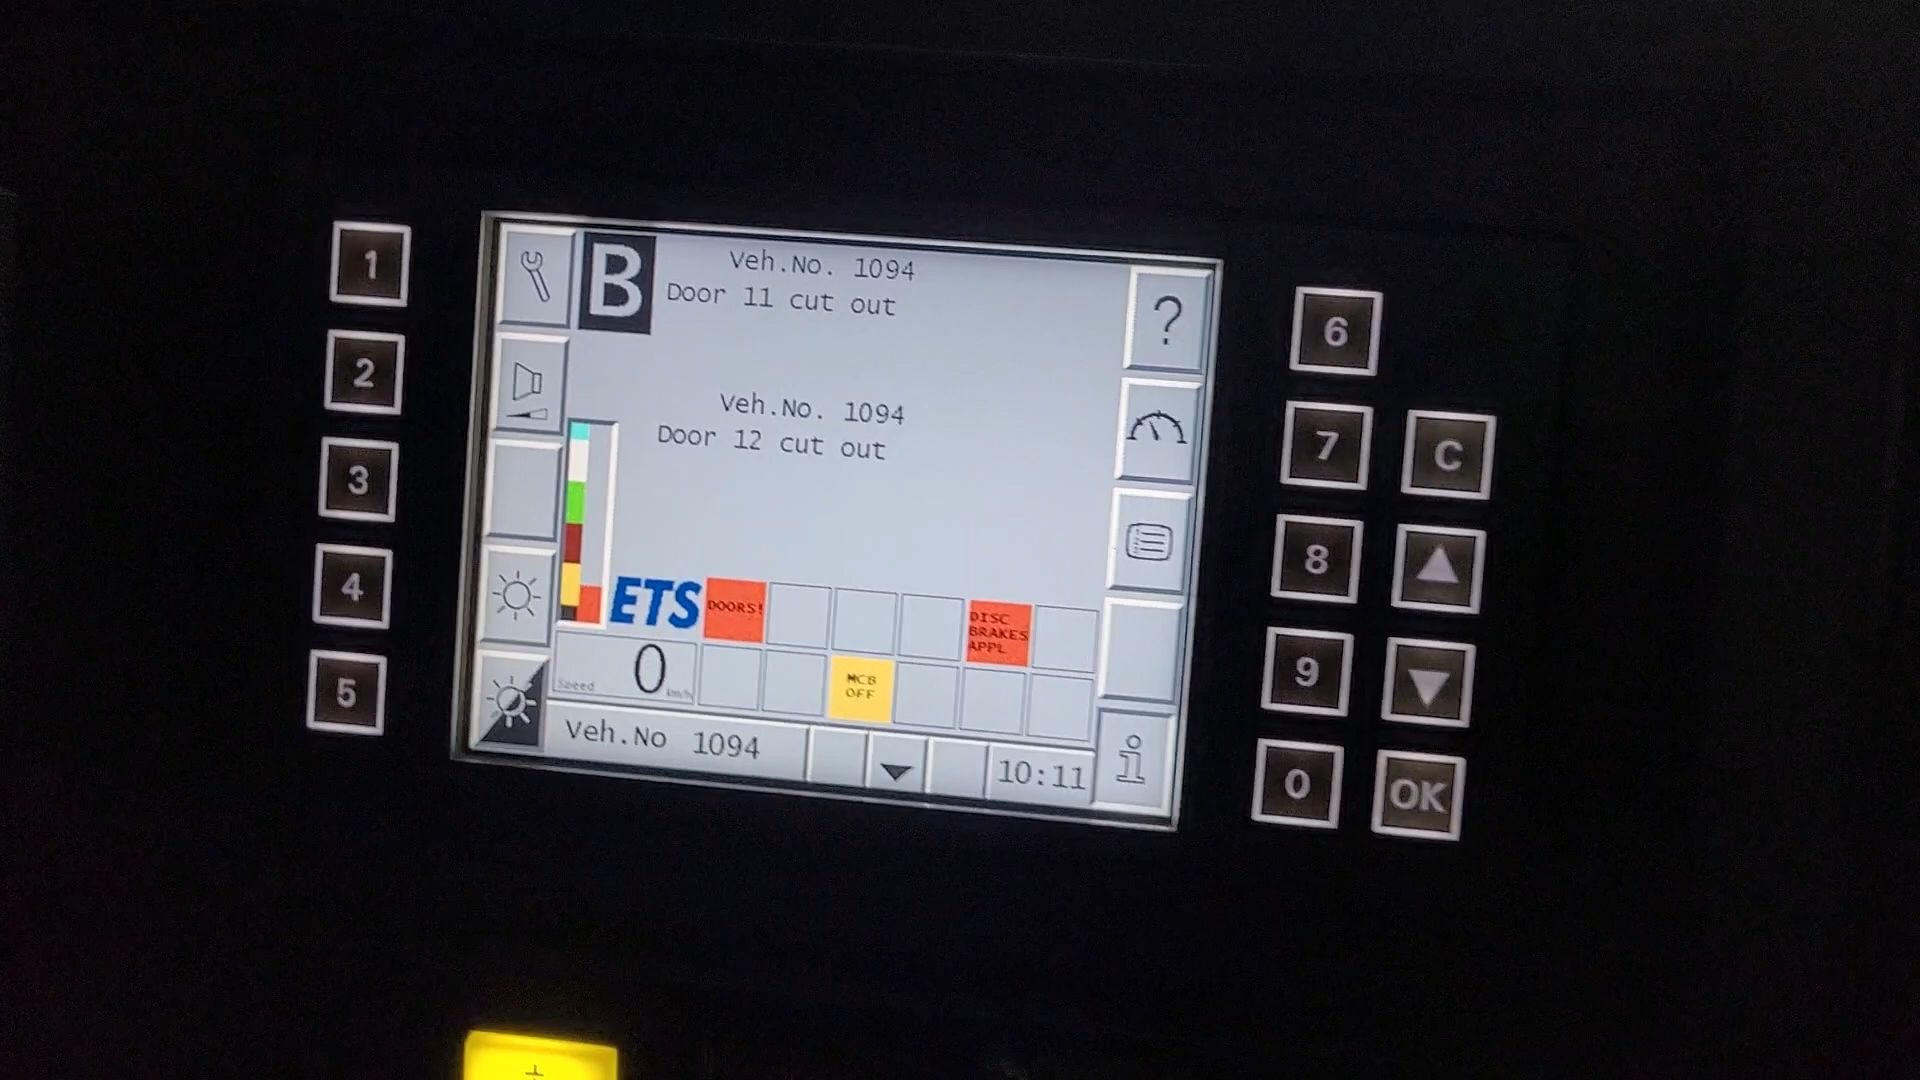 1
2
3
4
5
B
Veh.No. 1094
Door 11 cut out
Veh.No. 1094
Door 12 cut out
?
ETS
DOORS!
DISC
BRAKES
APPL
MCB
OFF
Speed 0 km/h
Veh.No 1094
10:11
i
6
7
8
9
0
C
OK